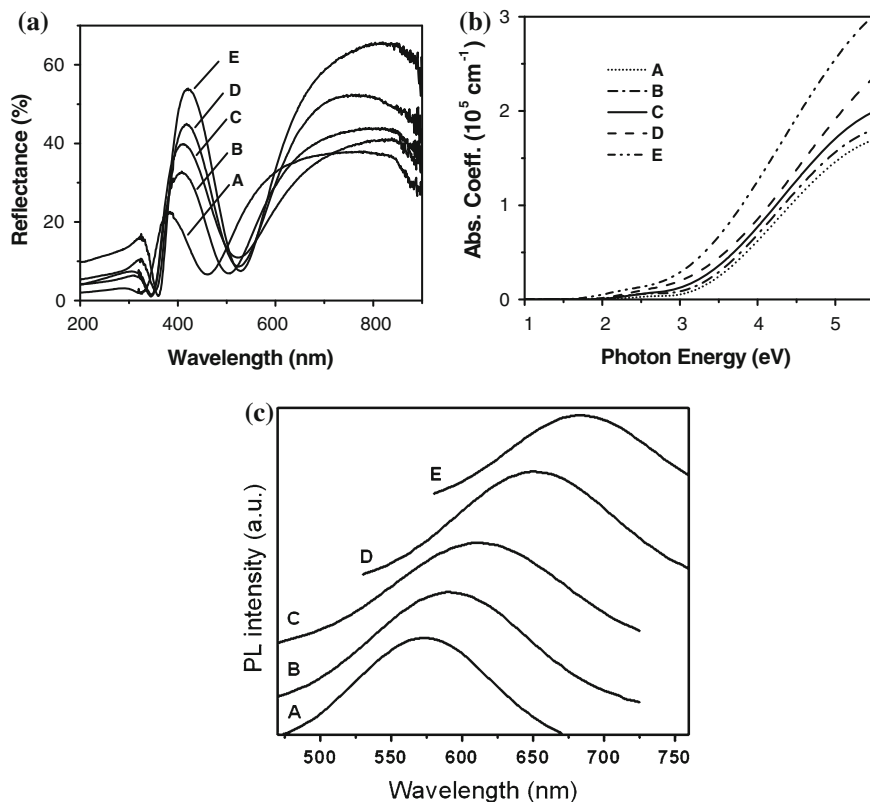 (a)
Reflectance (%)
60
40
20
0
E
D
C
B
A
200 400 600 800
Wavelength (nm)
(b)
Abs. Coeff. (10⁵ cm⁻¹)
3
2
1
0
A
B
C
D
E
1 2 3 4 5
Photon Energy (eV)
(c)
PL intensity (a.u.)
E
D
C
B
A
500 550 600 650 700 750
Wavelength (nm)